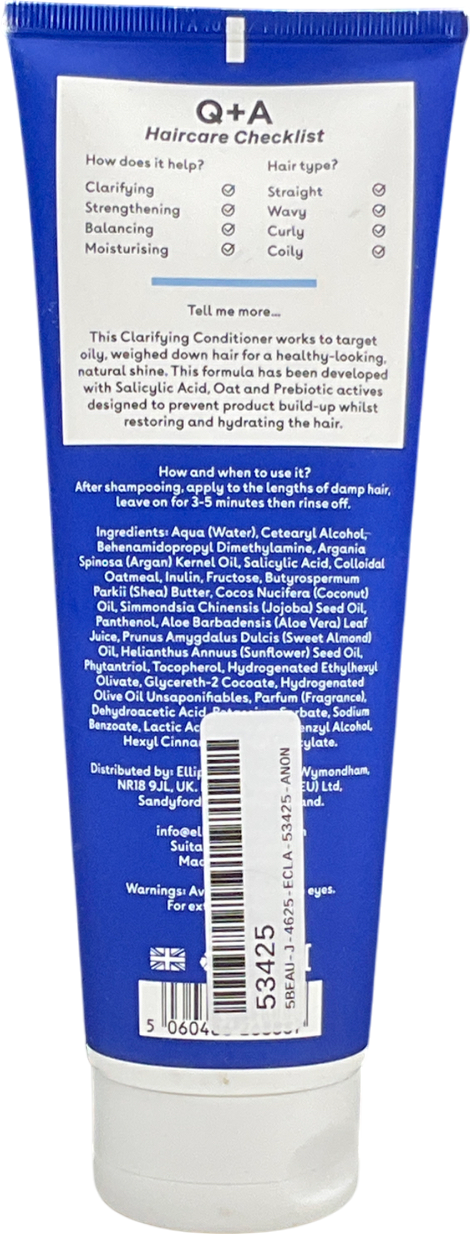 Q+A
Haircare Checklist
How does it help? Hair type?
Clarifying Straight
Strengthening Wavy
Balancing Curly
Moisturising Coily
Tell me more...
This Clarifying Conditioner works to target
oily, weighed down hair for a healthy-looking,
natural shine. This formula has been developed
with Salicylic Acid, Oat and Prebiotic actives
designed to prevent product build-up whilst
restoring and hydrating the hair.
How and when to use it?
After shampooing, apply to the lengths of damp hair,
leave on for 3-5 minutes then rinse off.
Ingredients: Aqua (Water), Cetearyl Alcohol,
Behenamidopropyl Dimethylamine, Argania
Spinosa (Argan) Kernel Oil, Salicylic Acid, Colloidal
Oatmeal, Inulin, Fructose, Butyrospermum
Parkii (Shea) Butter, Cocos Nucifera (Coconut)
Oil, Simmondsia Chinensis (Jojoba) Seed Oil,
Panthenol, Aloe Barbadensis (Aloe Vera) Leaf
Juice, Prunus Amygdalus Dulcis (Sweet Almond)
Oil, Helianthus Annuus (Sunflower) Seed Oil,
Phytantriol, Tocopherol, Hydrogenated Ethylhexyl
Olivate, Glycereth-2 Cocoate, Hydrogenated
Olive Oil Unsaponifiables, Parfum (Fragrance),
Dehydroacetic Acid, Sodium
Benzoate, Lactic Alcohol,
Hexyl
Distributed by: Wymondham,
NR18 9JL, UK. Ltd,
Sandyford
Warnings: eyes.
For
53425
5BEAU-J-4625-ECLA-53425-ANON